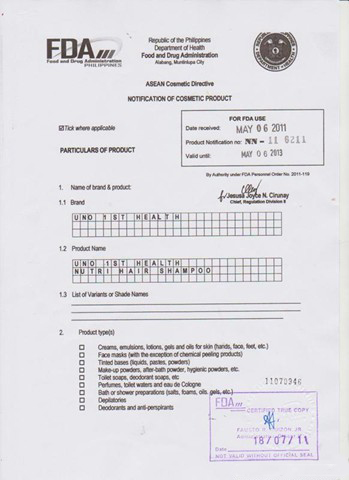 FDA
Food and Drug Administration
PHILIPPINES
Republic of the Philippines
Department of Health
Food and Drug Administration
Alabang, Muntinlupa City
ASEAN Cosmetic Directive
NOTIFICATION OF COSMETIC PRODUCT
☑Tick where applicable
PARTICULARS OF PRODUCT
FOR FDA USE
Date received: MAY 06 2011
Product Notification no: NN - 11 6211
Valid until: MAY 06 2013
By Authority under FDA Personnel Order No. 2011-118
f/Jesusa Joyce N. Cirunay
Chief, Regulation Division II
1. Name of brand & product:
1.1 Brand
UNO 1ST HEALTH
1.2 Product Name
UNO 1ST HEALTH
NUTRI HAIR SHAMPOO
1.3 List of Variants or Shade Names
2. Product type(s)
☐ Creams, emulsions, lotions, gels and oils for skin (hands, face, feet, etc.)
☐ Face masks (with the exception of chemical peeling products)
☐ Tinted bases (liquids, pastes, powders)
☐ Make-up powders, after-bath powder, hygienic powders, etc.
☐ Toilet soaps, deodorant soaps, etc
☐ Perfumes, toilet waters and eau de Cologne
☐ Bath or shower preparations (salts, foams, oils, gels, etc.)
☐ Depilatories
☐ Deodorants and anti-perspirants
11070346
FDA
CERTIFIED TRUE COPY
18/07/11
Date
NOT VALID WITHOUT OFFICIAL SEAL